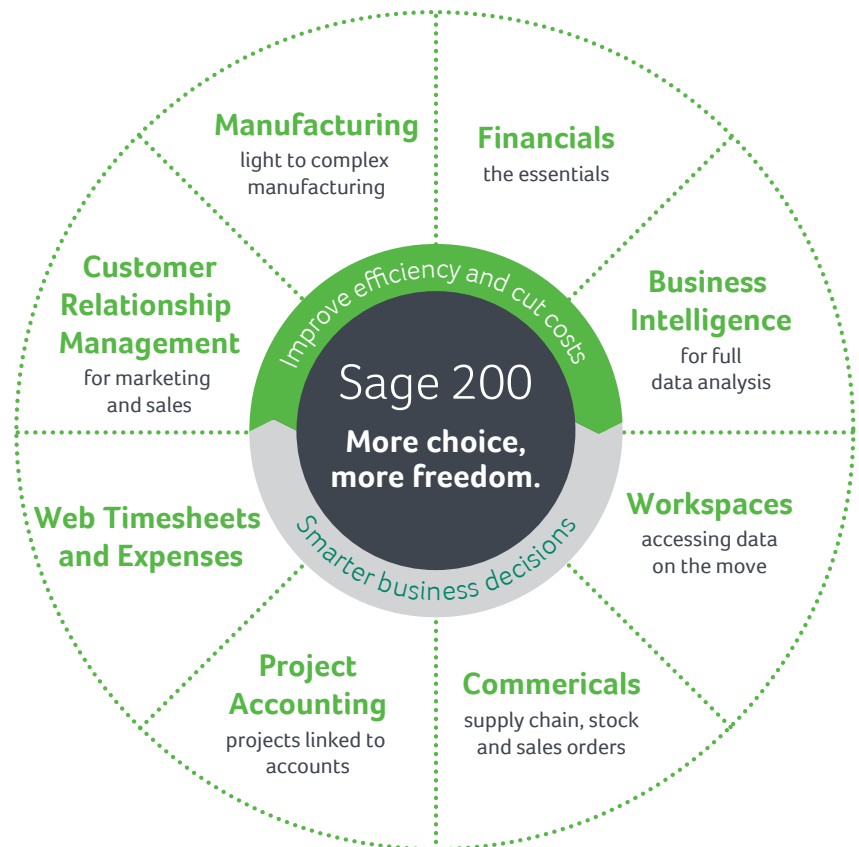 Manufacturing
light to complex
manufacturing
Financials
the essentials
Customer
Relationship
Management
for marketing
and sales
Business
Intelligence
for full
data analysis
Improve efficiency and cut costs
Sage 200
More choice,
more freedom.
Smarter business decisions
Web Timesheets
and Expenses
Workspaces
accessing data
on the move
Project
Accounting
projects linked to
accounts
Commericals
supply chain, stock
and sales orders